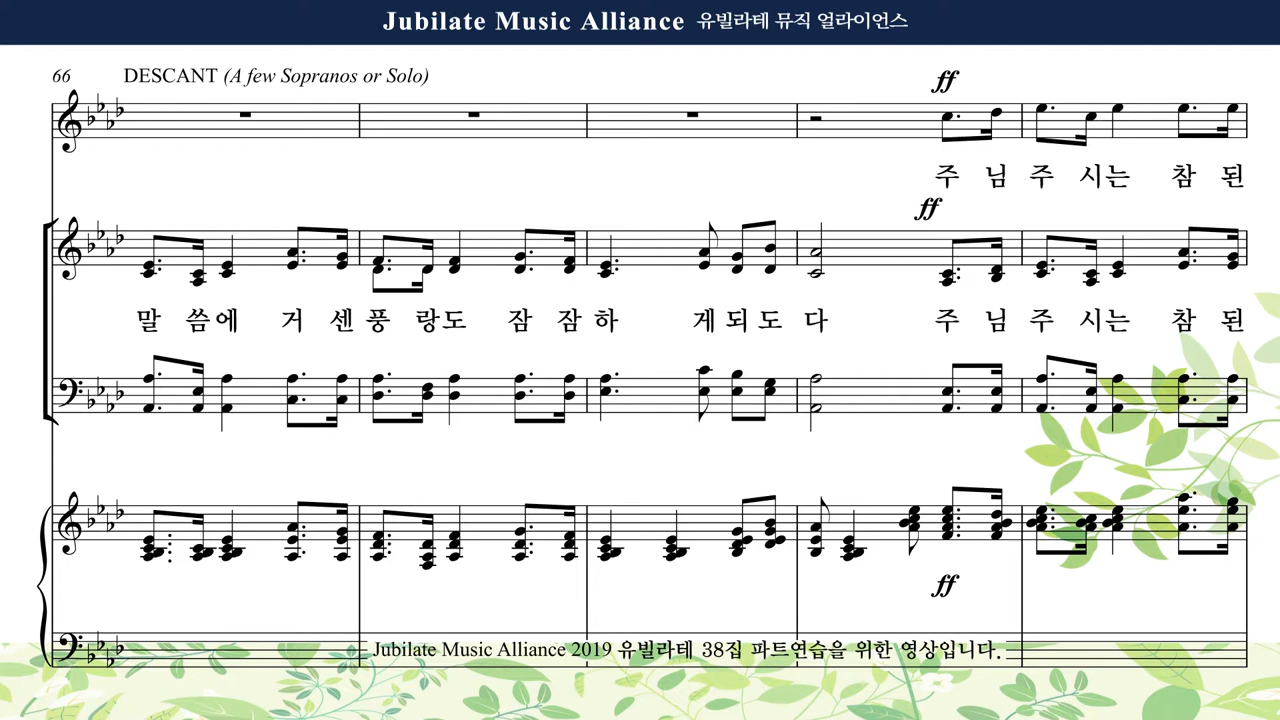 Jubilate Music Alliance 유빌라테 뮤직 얼라이언스
66 DESCANT (A few Sopranos or Solo)
ff
주 님 주 시는 참 된
ff
말 씀에 거 센 풍 랑도 잠 잠 하 게 되 도 다 주 님 주 시는 참 된
ff
Jubilate Music Alliance 2019 유빌라테 38집 파트연습을 위한 영상입니다.